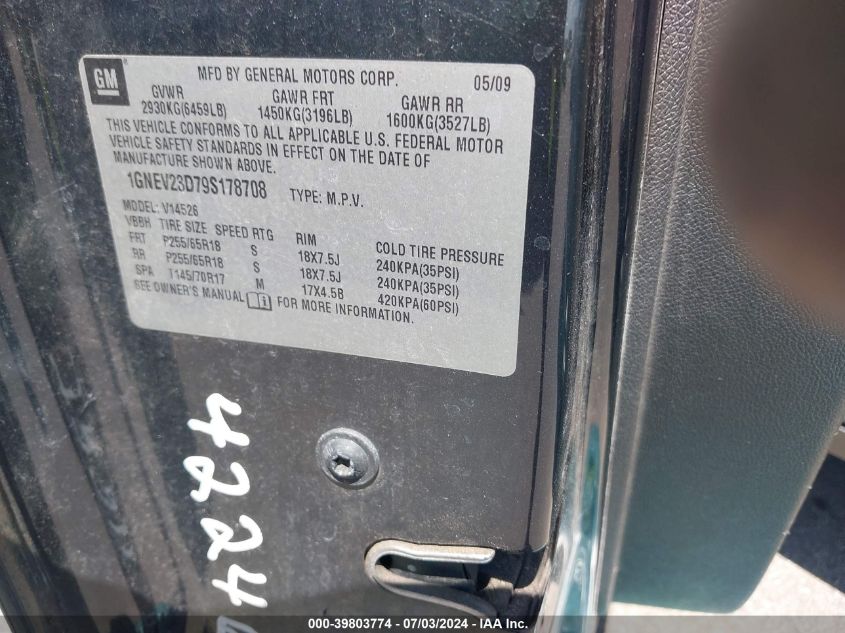 GM
MFD BY GENERAL MOTORS CORP. 05/09
GVWR GAWR FRT GAWR RR
2930KG(6459LB) 1450KG(3196LB) 1600KG(3527LB)
THIS VEHICLE CONFORMS TO ALL APPLICABLE U.S. FEDERAL MOTOR
VEHICLE SAFETY STANDARDS IN EFFECT ON THE DATE OF
MANUFACTURE SHOWN ABOVE.
1GNEV23D79S178708 TYPE: M.P.V.
MODEL: V14526
VBBH TIRE SIZE SPEED RTG RIM COLD TIRE PRESSURE
FRT P255/65R18 S 18X7.5J 240KPA(35PSI)
RR P255/65R18 S 18X7.5J 240KPA(35PSI)
SPA T145/70R17 M 17X4.5B 420KPA(60PSI)
SEE OWNER'S MANUAL FOR MORE INFORMATION.
4224
000-39803774 - 07/03/2024 - IAA Inc.